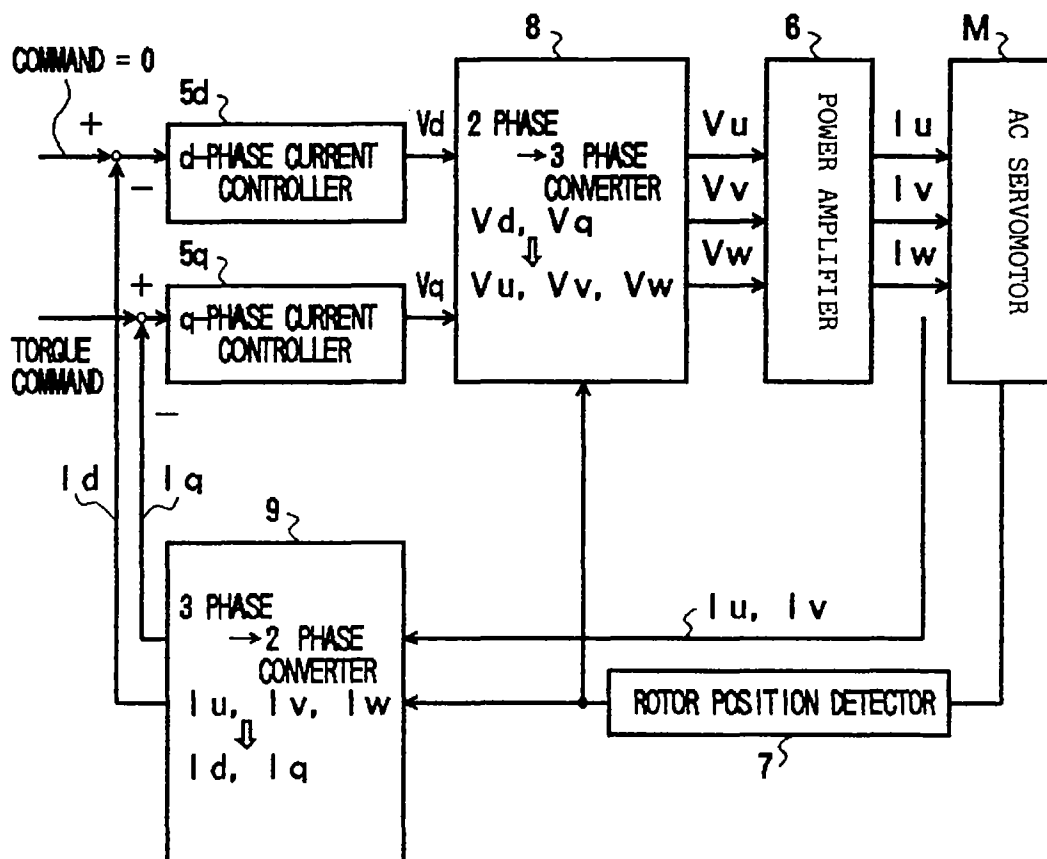 8
6
M
COMMAND = 0
5d
+
−
d-PHASE CURRENT
CONTROLLER
Vd
2 PHASE
→ 3 PHASE
CONVERTER
Vd, Vq
⇩
Vu, Vv, Vw
Vu
Vv
Vw
POWER AMPLIFIER
Iu
Iv
Iw
AC SERVOMOTOR
5q
+
−
q-PHASE CURRENT
CONTROLLER
Vq
TORQUE
COMMAND
Id
Iq
9
3 PHASE
→ 2 PHASE
CONVERTER
Iu, Iv, Iw
⇩
Id, Iq
Iu, Iv
ROTOR POSITION DETECTOR
7